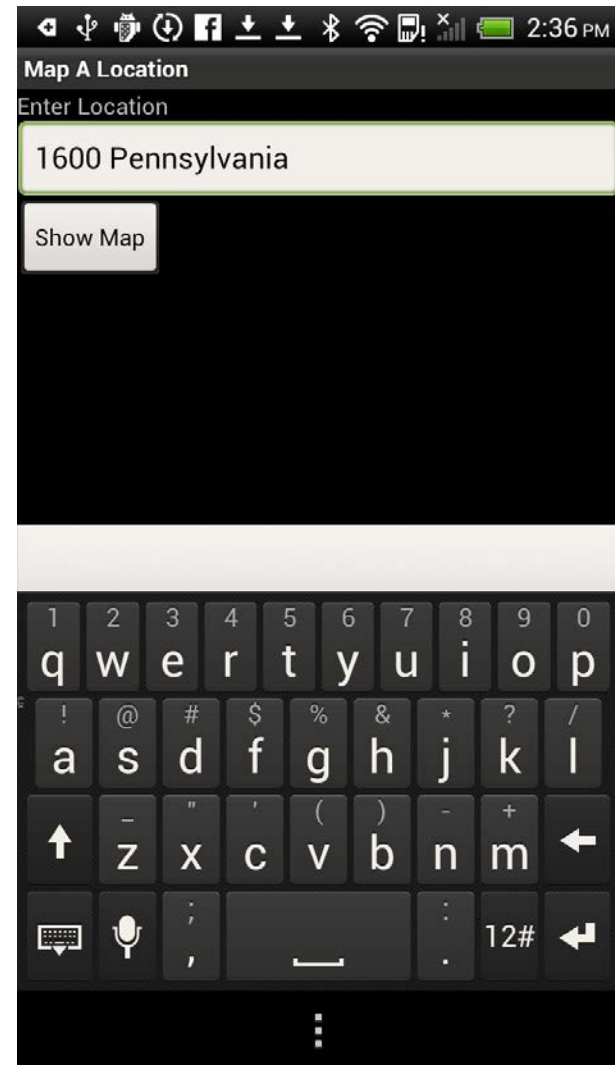 2:36 PM
Map A Location
Enter Location
1600 Pennsylvania
Show Map
1 2 3 4 5 6 7 8 9 0
q w e r t y u i o p
! @ # $ % & * ? /
a s d f g h j k l
_ " ' ( ) - +
z x c v b n m
; :
, . 12#